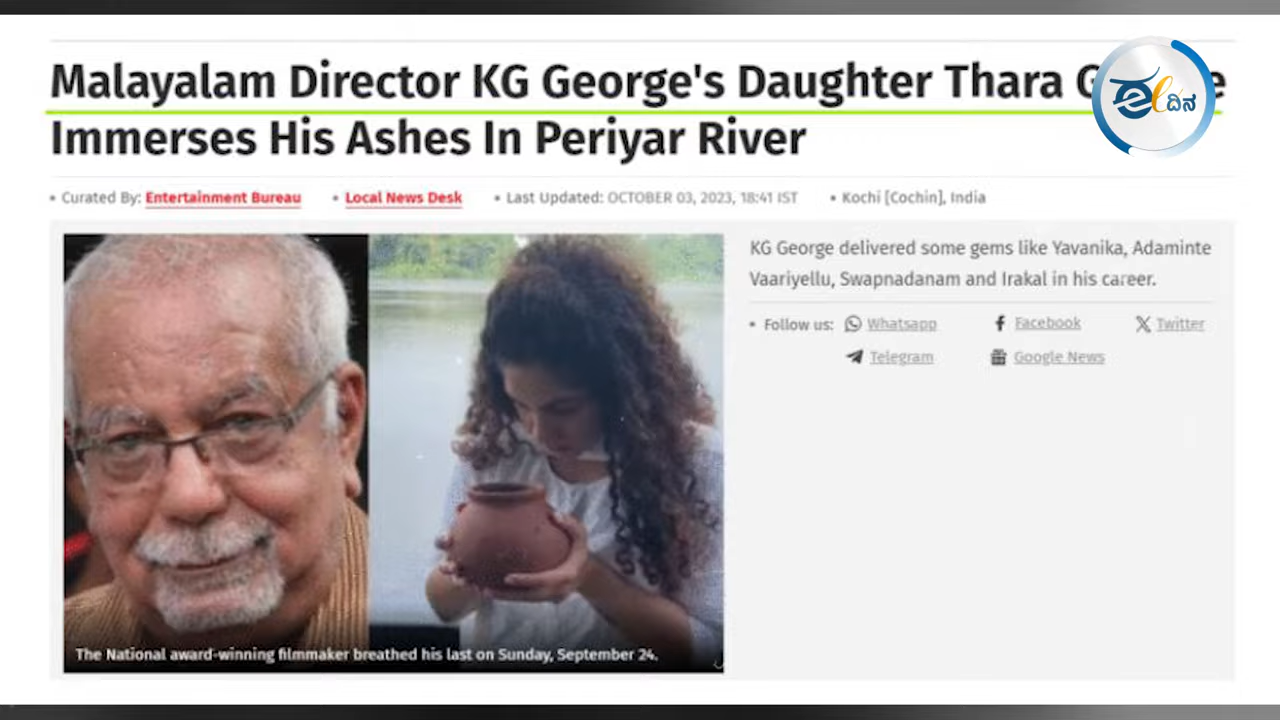 Malayalam Director KG George's Daughter Thara
Immerses His Ashes In Periyar River
elದಿನ
• Curated By: Entertainment Bureau • Local News Desk • Last Updated: OCTOBER 03, 2023, 18:41 IST • Kochi [Cochin], India
KG George delivered some gems like Yavanika, Adaminte
Vaariyellu, Swapnadanam and Irakal in his career.
• Follow us: Whatsapp Facebook Twitter
Telegram Google News
The National award-winning filmmaker breathed his last on Sunday, September 24.